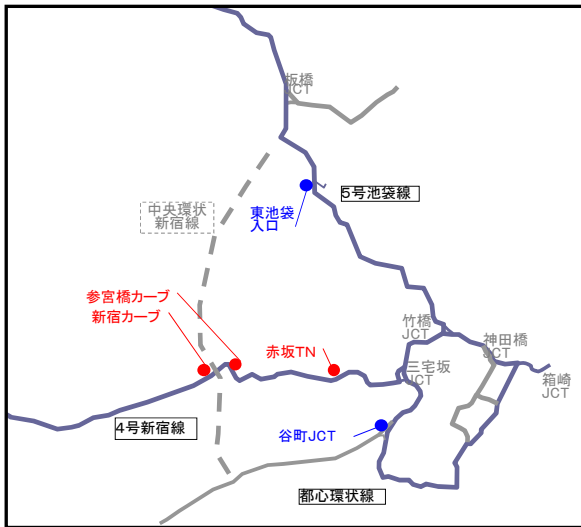 板橋
JCT
5号池袋線
東池袋
入口
中央環状
新宿線
参宮橋カーブ
新宿カーブ
赤坂TN
竹橋
JCT
神田橋
JCT
三宅坂
JCT
箱崎
JCT
4号新宿線
谷町JCT
都心環状線